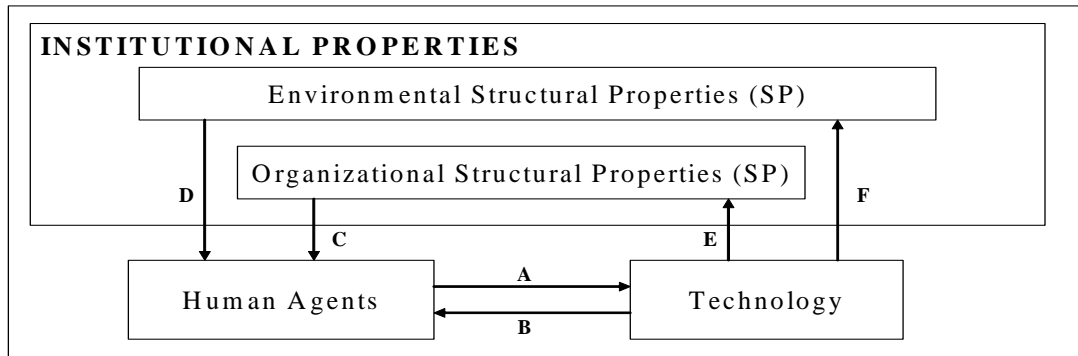 INSTITUTIONAL PROPERTIES
Environmental Structural Properties (SP)
Organizational Structural Properties (SP)
D
F
C
E
Human Agents
A
Technology
B